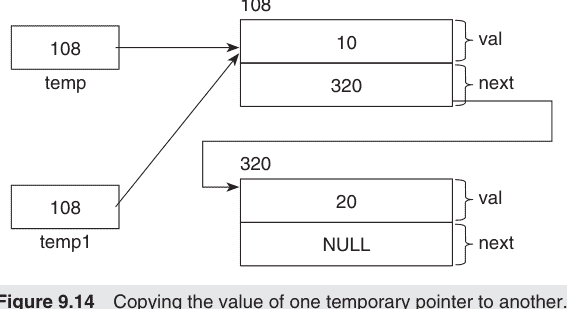 108
108
10
val
temp
320
next
320
108
20
val
temp1
NULL
next
Figure 9.14 Copying the value of one temporary pointer to another.